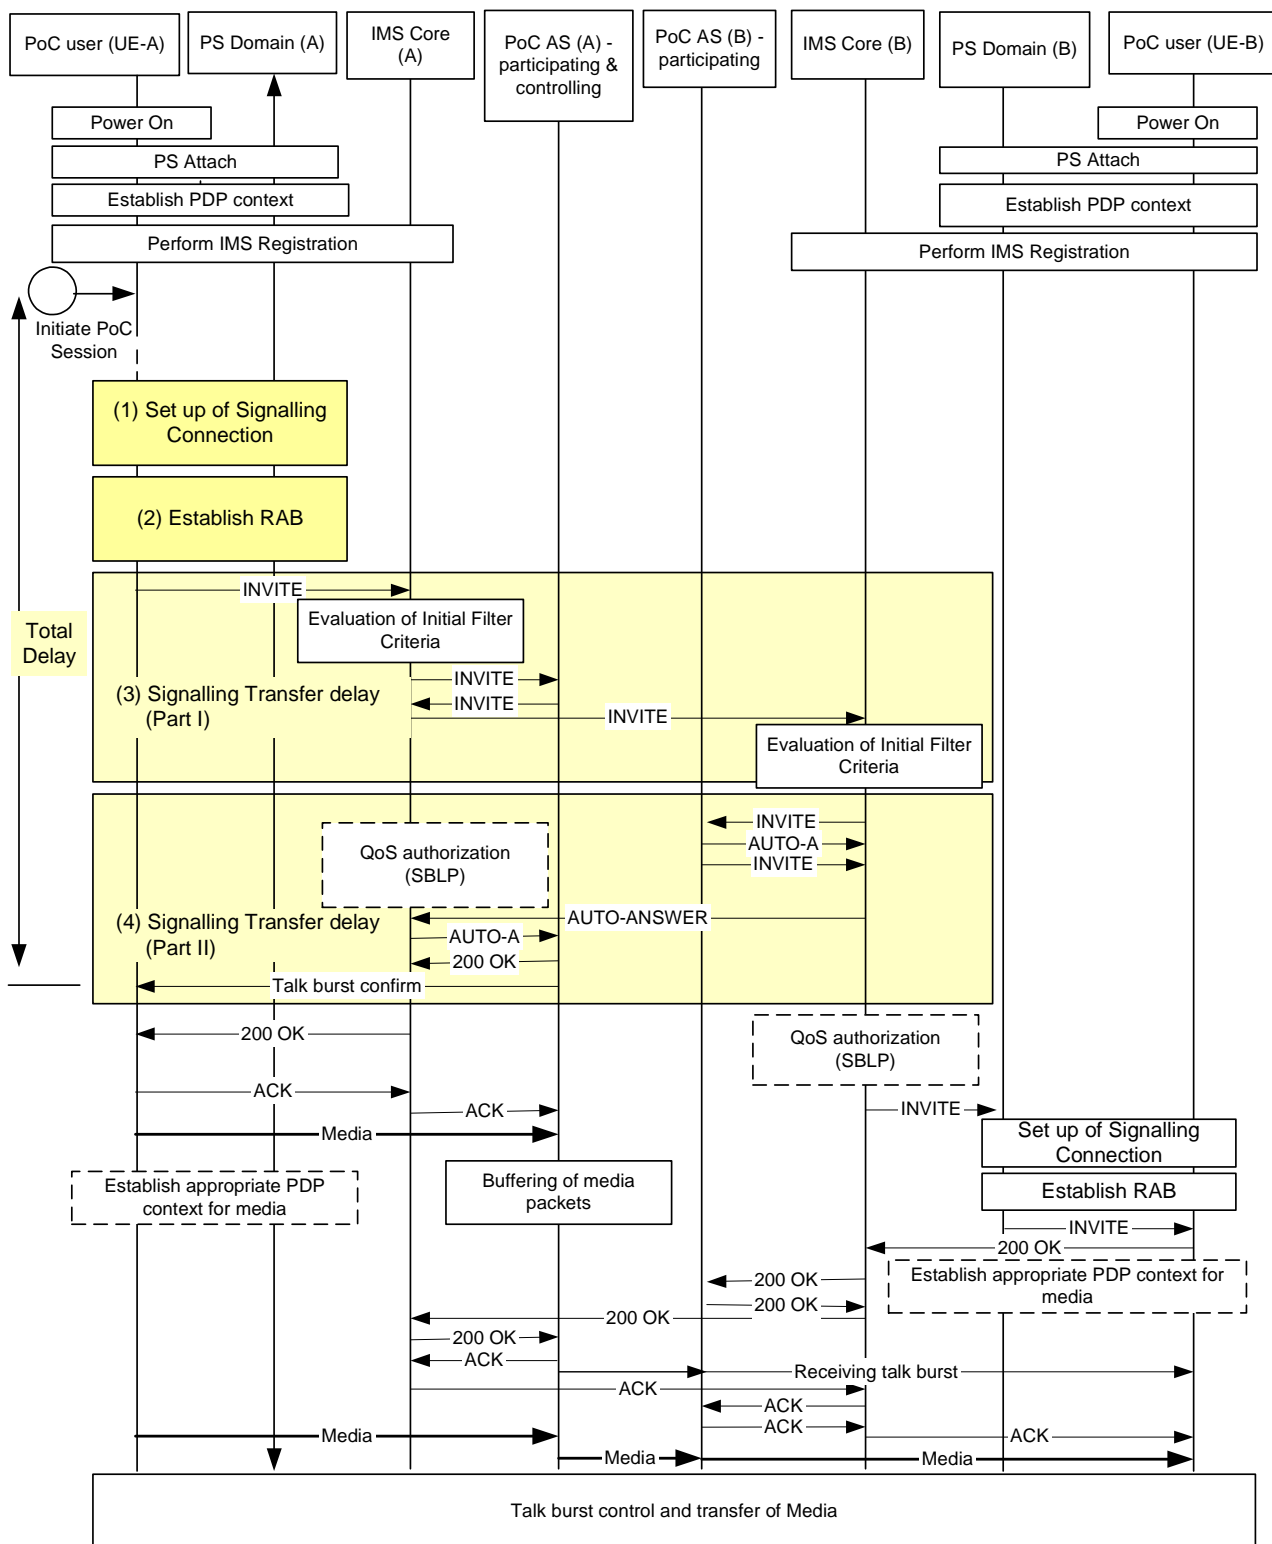 PoC user (UE-A)
PS Domain (A)
IMS Core
(A)
PoC AS (A) -
participating &
controlling
PoC AS (B) -
participating
IMS Core (B)
PS Domain (B)
PoC user (UE-B)
Power On
Power On
PS Attach
PS Attach
Establish PDP context
Establish PDP context
Perform IMS Registration
Perform IMS Registration
Initiate PoC
Session
(1) Set up of Signalling
Connection
(2) Establish RAB
Total
Delay
INVITE
Evaluation of Initial Filter
Criteria
INVITE
(3) Signalling Transfer delay
(Part I)
INVITE
INVITE
Evaluation of Initial Filter
Criteria
INVITE
AUTO-A
INVITE
QoS authorization
(SBLP)
(4) Signalling Transfer delay
(Part II)
AUTO-ANSWER
AUTO-A
200 OK
Talk burst confirm
200 OK
QoS authorization
(SBLP)
ACK
ACK
INVITE
Media
Set up of Signalling
Connection
Establish appropriate PDP
context for media
Buffering of media
packets
Establish RAB
INVITE
200 OK
Establish appropriate PDP context for
media
200 OK
200 OK
200 OK
200 OK
ACK
Receiving talk burst
ACK
ACK
ACK
Media
ACK
Media
Media
Talk burst control and transfer of Media